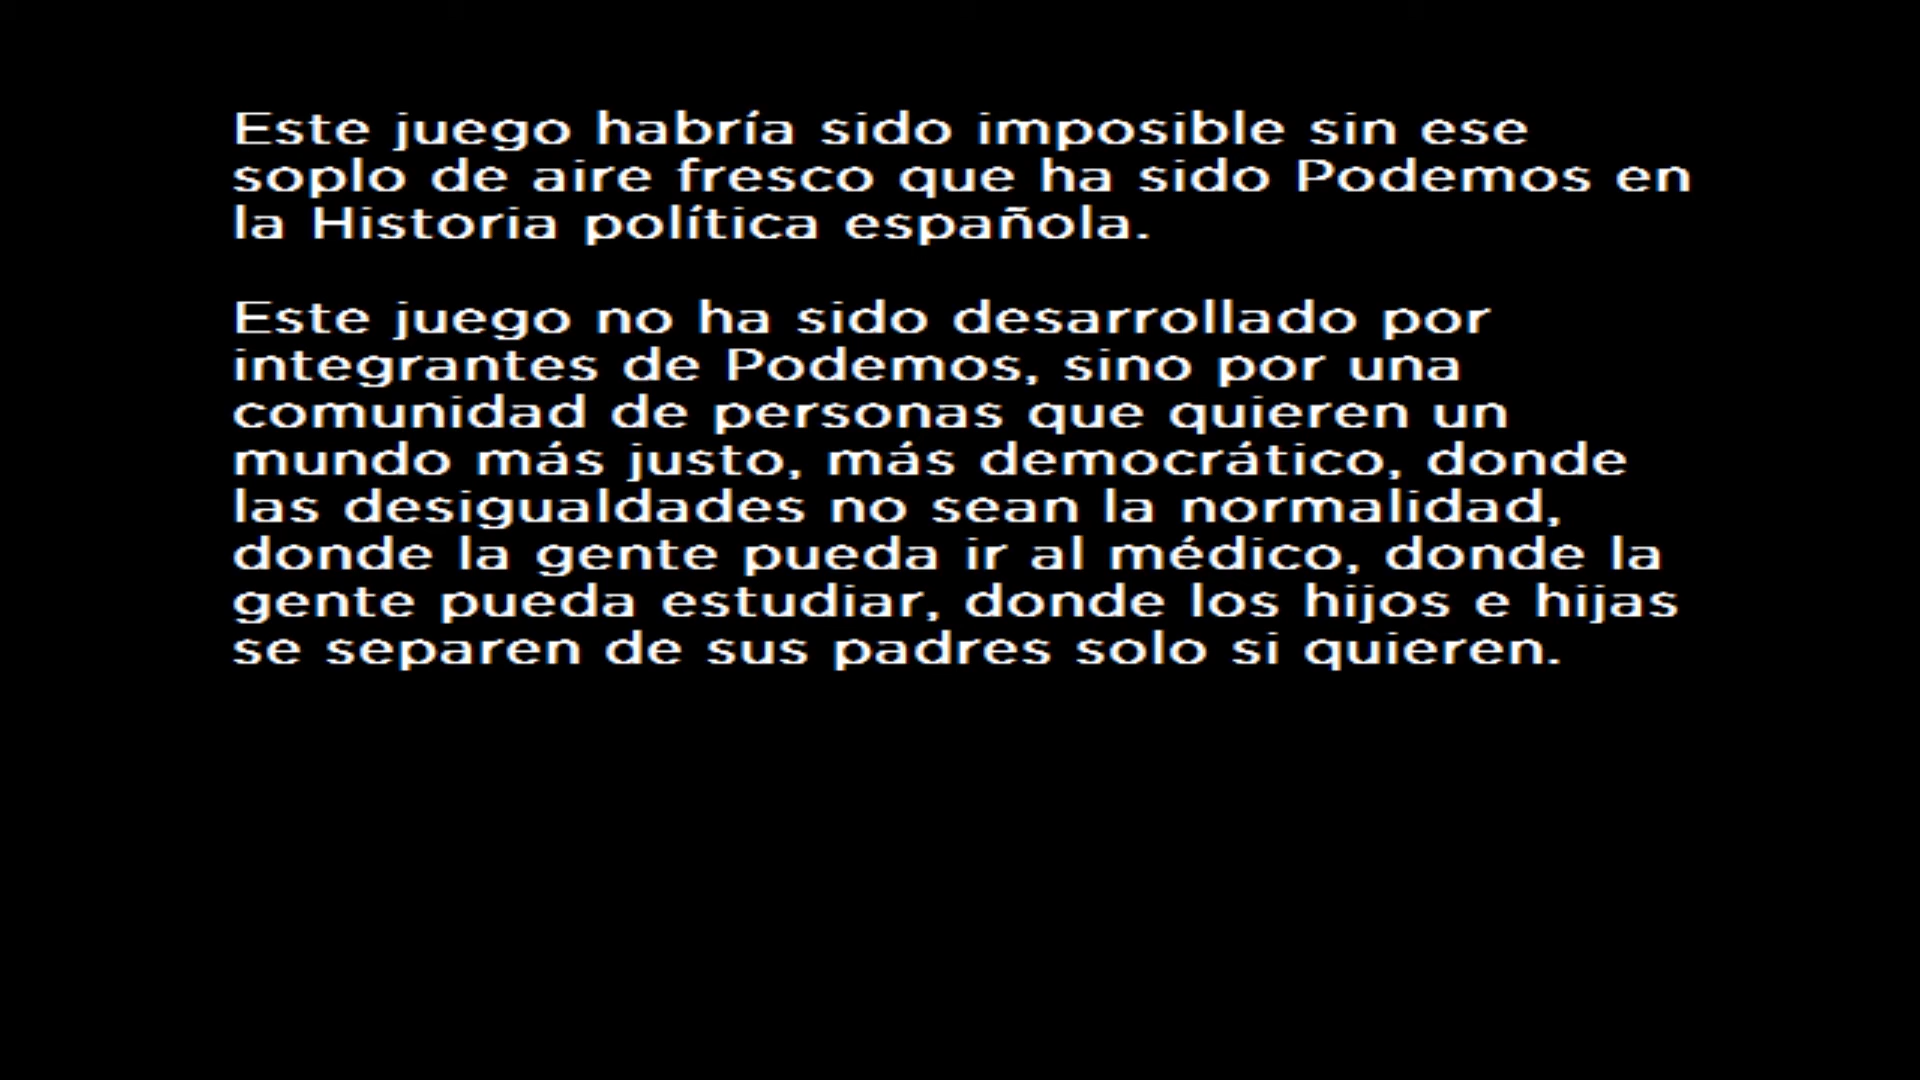 Este juego habría sido imposible sin ese
soplo de aire fresco que ha sido Podemos en
la Historia política española.
Este juego no ha sido desarrollado por
integrantes de Podemos, sino por una
comunidad de personas que quieren un
mundo más justo, más democrático, donde
las desigualdades no sean la normalidad,
donde la gente pueda ir al médico, donde la
gente pueda estudiar, donde los hijos e hijas
se separen de sus padres solo si quieren.